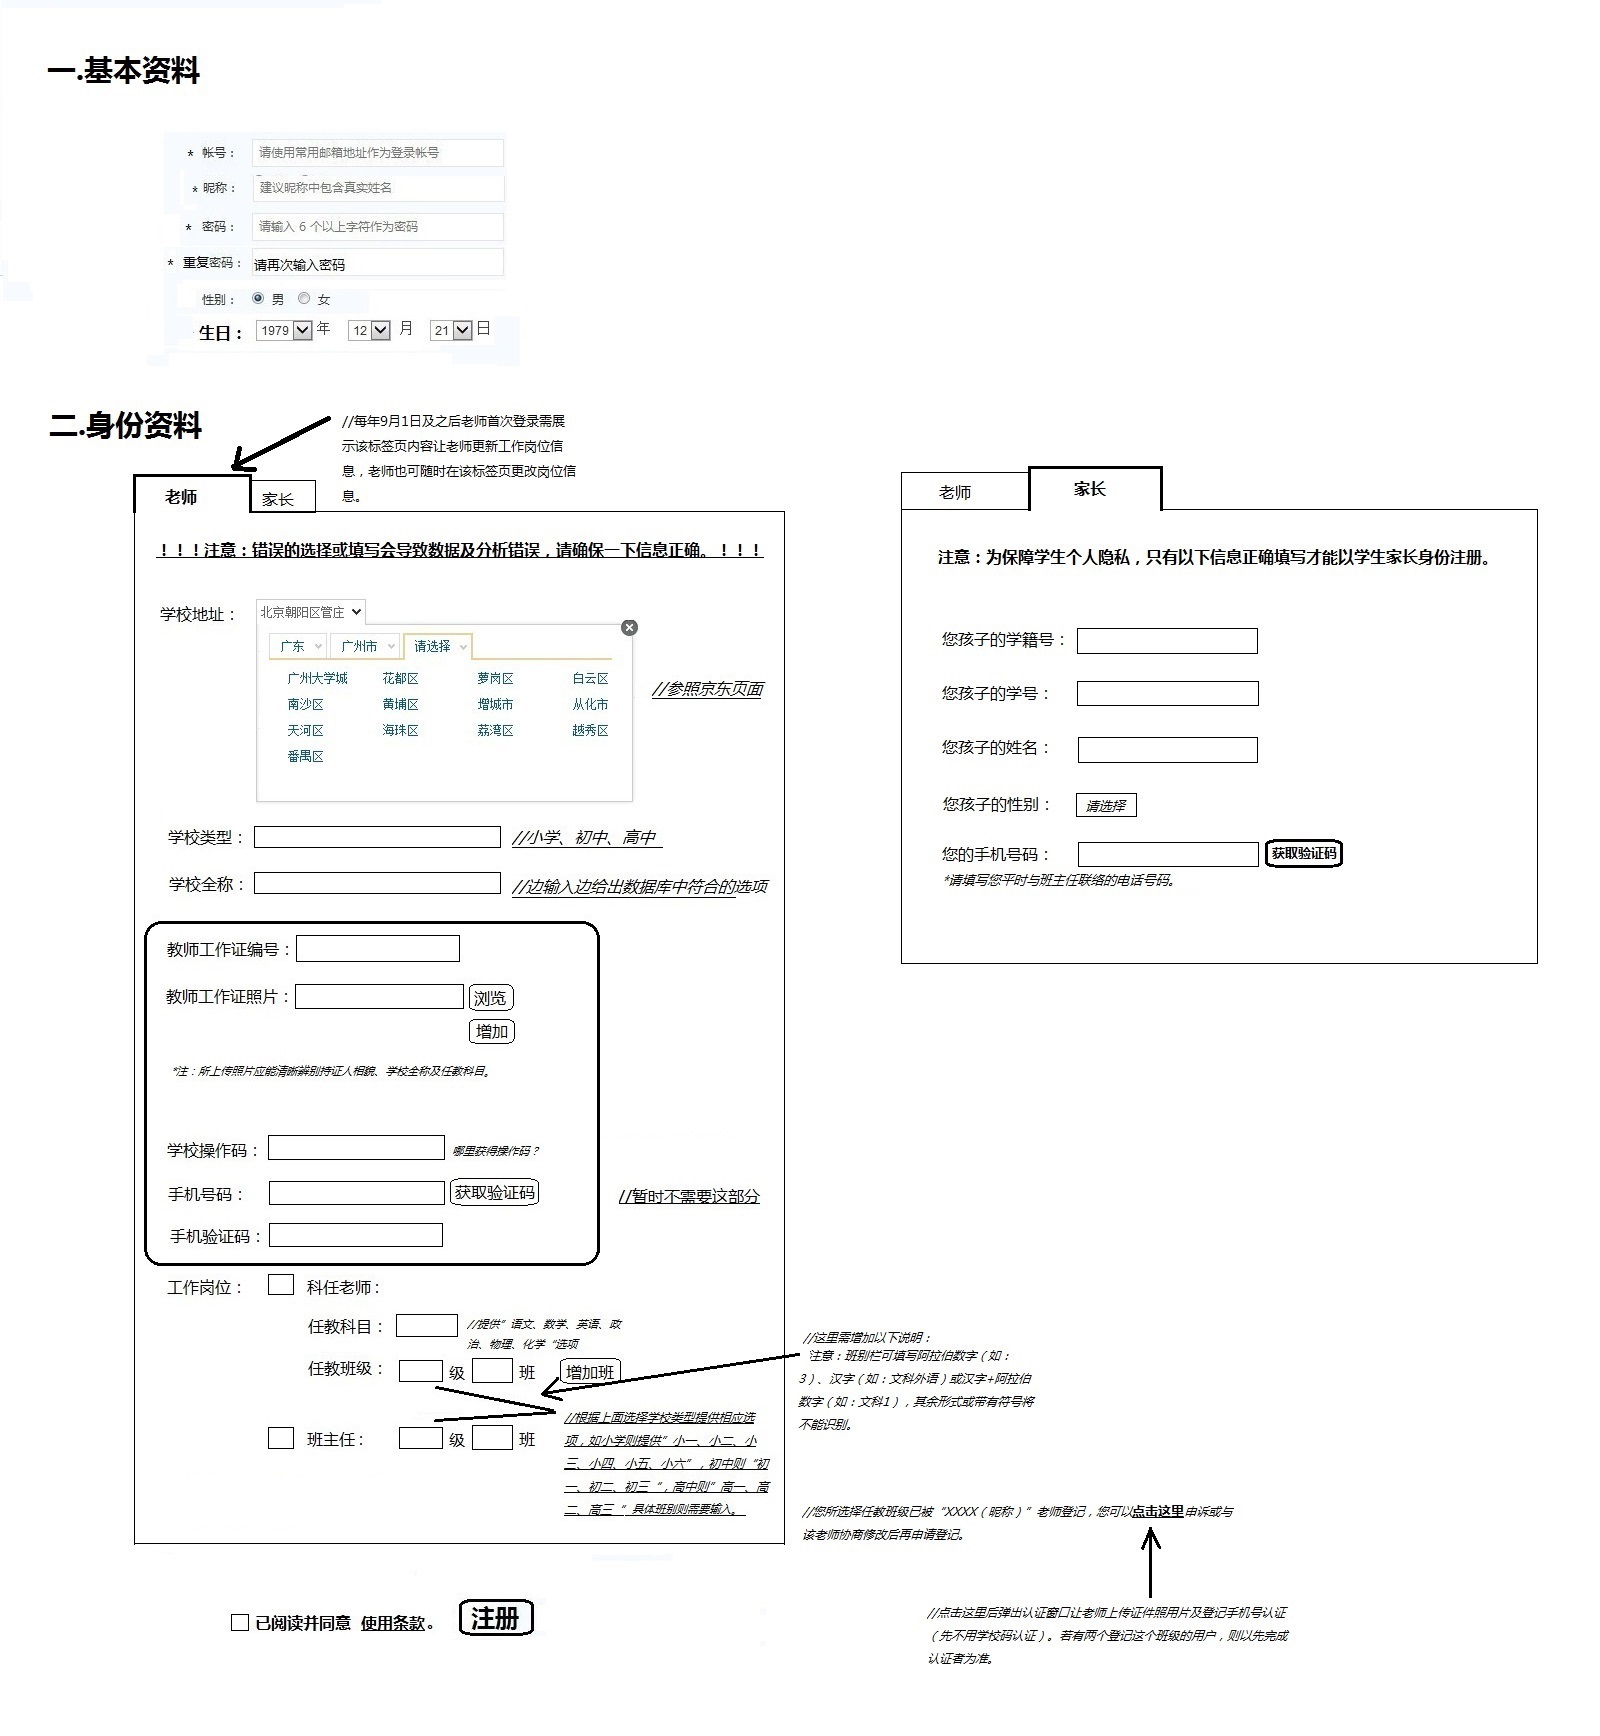 一.基本资料
* 帐号： 请使用常用邮箱地址作为登录帐号
* 昵称： 建议昵称中包含真实姓名
* 密码： 请输入 6 个以上字符作为密码
* 重复密码： 请再次输入密码
性别： 男 女
生日： 1979 年 12 月 21 日
二.身份资料
//每年9月1日及之后老师首次登录需展
示该标签页内容让老师更新工作岗位信
息，老师也可随时在该标签页更改岗位信
息。
老师 家长
！！！注意：错误的选择或填写会导致数据及分析错误，请确保一下信息正确。！！！
学校地址： 北京朝阳区管庄
广东 广州市 请选择
广州大学城 花都区 萝岗区 白云区
南沙区 黄埔区 增城市 从化市
天河区 海珠区 荔湾区 越秀区
番禺区
//参照京东页面
学校类型： //小学、初中、高中
学校全称： //边输入边给出数据库中符合的选项
教师工作证编号：
教师工作证照片： 浏览
增加
*注：所上传照片应能清晰辨别持证人相貌、学校全称及任教科目。
学校操作码： 哪里获得操作码？
手机号码： 获取验证码
手机验证码：
//暂时不需要这部分
工作岗位： 科任老师：
任教科目： //提供”语文、数学、英语、政
治、物理、化学“选项
任教班级： 级 班 增加班
班主任： 级 班
//根据上面选择学校类型提供相应选
项，如小学则提供”小一、小二、小
三、小四、小五、小六”，初中则“初
一、初二、初三“，高中则”高一、高
二、高三“ 具体班别则需要输入。
老师 家长
注意：为保障学生个人隐私，只有以下信息正确填写才能以学生家长身份注册。
您孩子的学籍号：
您孩子的学号：
您孩子的姓名：
您孩子的性别： 请选择
您的手机号码： 获取验证码
*请填写您平时与班主任联络的电话号码。
//这里需增加以下说明：
注意：班别栏可填写阿拉伯数字（如：
3）、汉字（如：文科外语）或汉字+阿拉伯
数字（如：文科1），其余形式或带有符号将
不能识别。
//您所选择任教班级已被“XXXX（昵称）”老师登记，您可以点击这里申诉或与
该老师协商修改后再申请登记。
//点击这里后弹出认证窗口让老师上传证件照用片及登记手机号认证
（先不用学校码认证）。若有两个登记这个班级的用户，则以先完成
认证者为准。
已阅读并同意 使用条款。 注册